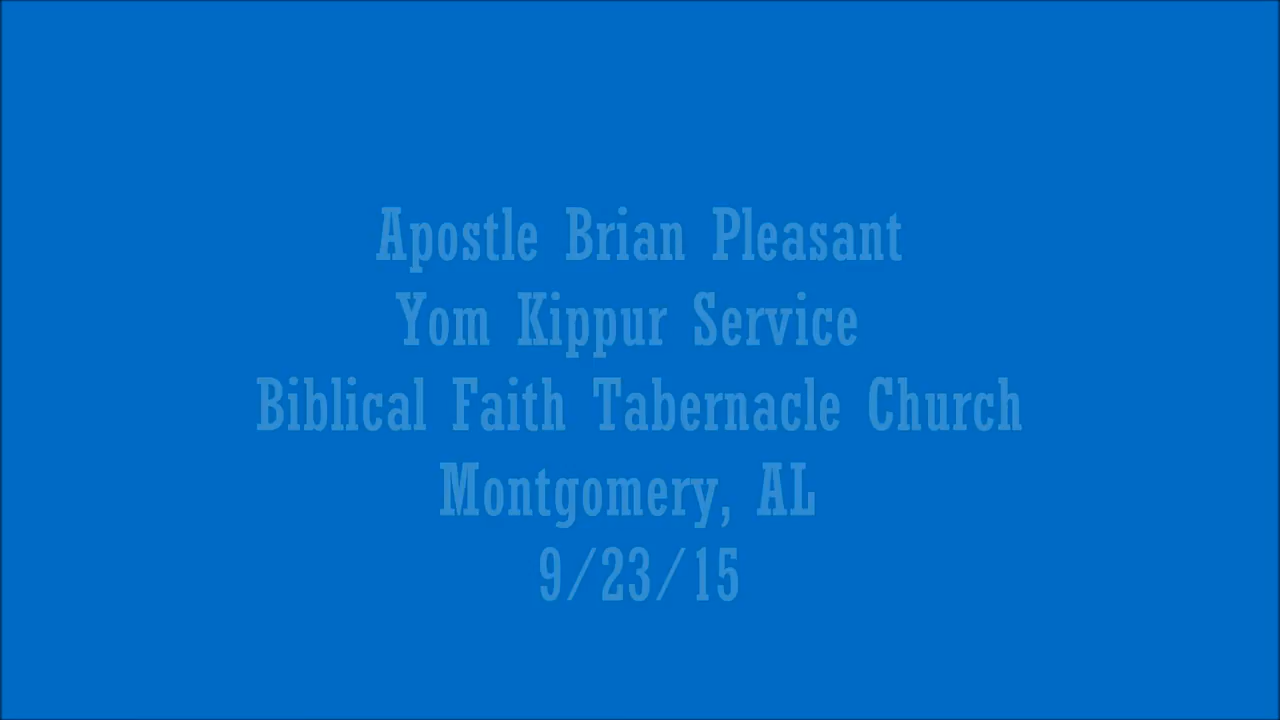 Apostle Brian Pleasant
Yom Kippur Service
Biblical Faith Tabernacle Church
Montgomery, AL
9/23/15